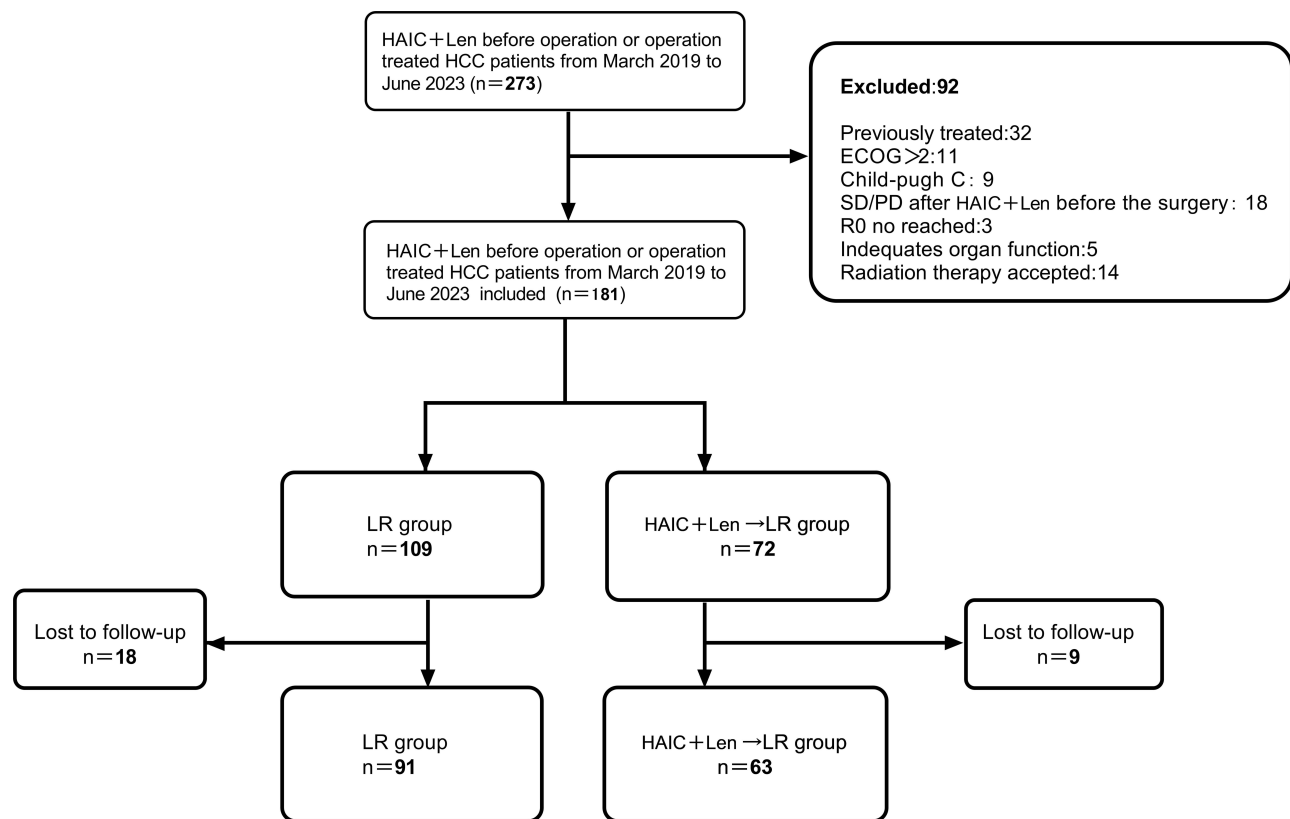 HAIC+Len before operation or operation
treated HCC patients from March 2019 to
June 2023 (n=273)
Excluded:92
Previously treated:32
ECOG>2:11
Child-pugh C: 9
SD/PD after HAIC+Len before the surgery: 18
R0 no reached:3
Indequates organ function:5
Radiation therapy accepted:14
HAIC+Len before operation or operation
treated HCC patients from March 2019 to
June 2023 included (n=181)
LR group
n=109
HAIC+Len →LR group
n=72
Lost to follow-up
n=18
Lost to follow-up
n=9
LR group
n=91
HAIC+Len →LR group
n=63